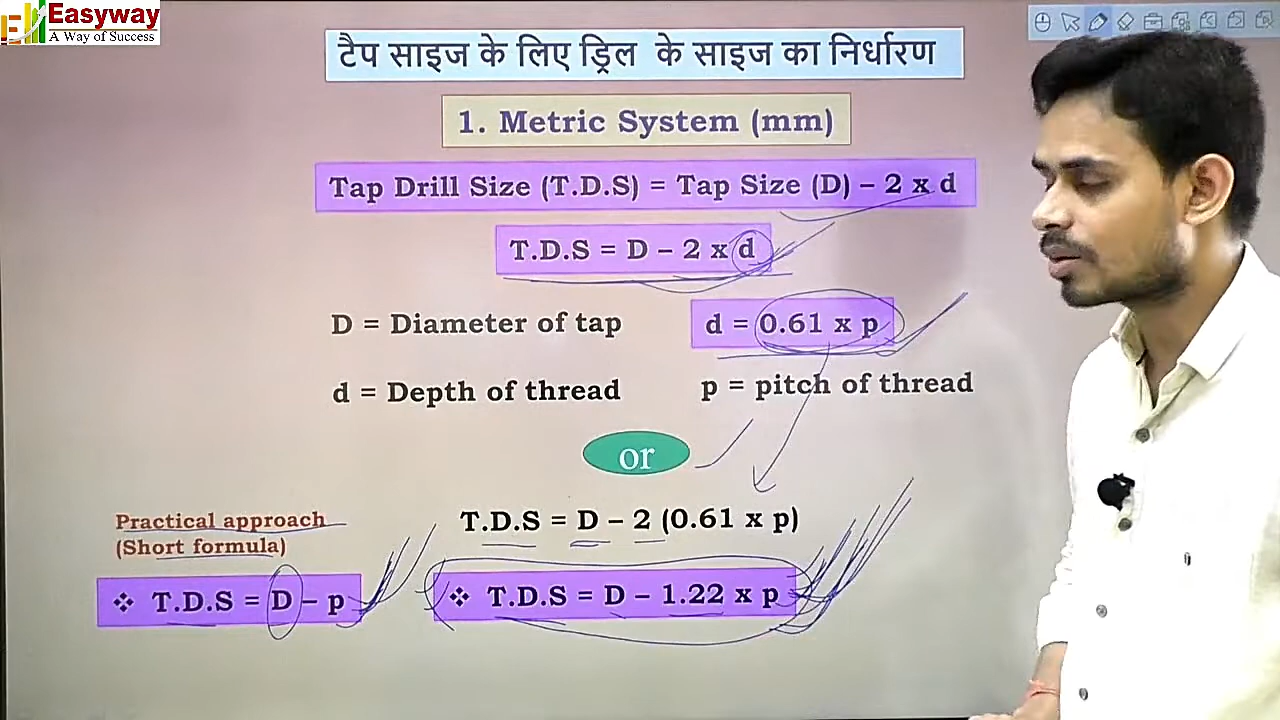 Easyway
A Way of Success
टैप साइज के लिए ड्रिल के साइज का निर्धारण
1. Metric System (mm)
Tap Drill Size (T.D.S) = Tap Size (D) – 2 x d
T.D.S = D – 2 x d
D = Diameter of tap
d = 0.61 x p
d = Depth of thread
p = pitch of thread
or
Practical approach
(Short formula)
T.D.S = D – 2 (0.61 x p)
❖ T.D.S = D – p
❖ T.D.S = D – 1.22 x p